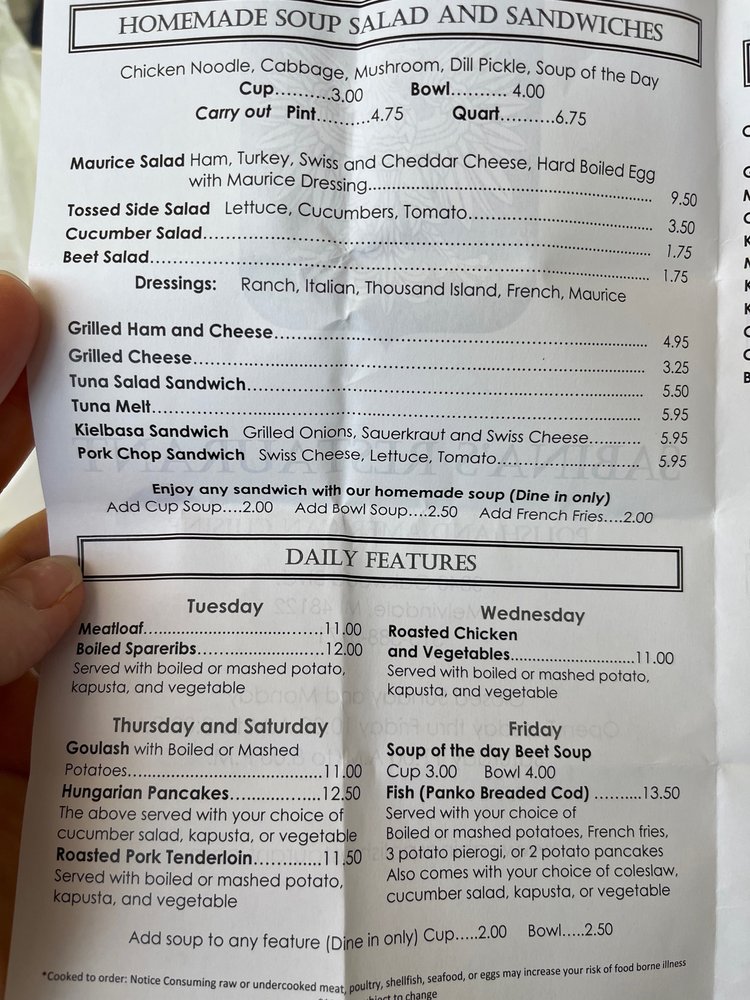 HOMEMADE SOUP SALAD AND SANDWICHES
Chicken Noodle, Cabbage, Mushroom, Dill Pickle, Soup of the Day
Cup..........3.00 Bowl.......... 4.00
Carry out Pint.........4.75 Quart..........6.75
Maurice Salad Ham, Turkey, Swiss and Cheddar Cheese, Hard Boiled Egg
with Maurice Dressing.......... 9.50
Tossed Side Salad Lettuce, Cucumbers, Tomato.......... 3.50
Cucumber Salad.......... 1.75
Beet Salad.......... 1.75
Dressings: Ranch, Italian, Thousand Island, French, Maurice
Grilled Ham and Cheese.......... 4.95
Grilled Cheese.......... 3.25
Tuna Salad Sandwich.......... 5.50
Tuna Melt.......... 5.95
Kielbasa Sandwich Grilled Onions, Sauerkraut and Swiss Cheese.......... 5.95
Pork Chop Sandwich Swiss Cheese, Lettuce, Tomato.......... 5.95
Enjoy any sandwich with our homemade soup (Dine in only)
Add Cup Soup....2.00 Add Bowl Soup....2.50 Add French Fries....2.00
DAILY FEATURES
Tuesday
Meatloaf..........11.00
Boiled Spareribs..........12.00
Served with boiled or mashed potato,
kapusta, and vegetable
Wednesday
Roasted Chicken
and Vegetables..........11.00
Served with boiled or mashed potato,
kapusta, and vegetable
Thursday and Saturday
Goulash with Boiled or Mashed
Potatoes..........11.00
Hungarian Pancakes..........12.50
The above served with your choice of
cucumber salad, kapusta, or vegetable
Roasted Pork Tenderloin..........11.50
Served with boiled or mashed potato,
kapusta, and vegetable
Friday
Soup of the day Beet Soup
Cup 3.00 Bowl 4.00
Fish (Panko Breaded Cod) .........13.50
Served with your choice of
Boiled or mashed potatoes, French fries,
3 potato pierogi, or 2 potato pancakes
Also comes with your choice of coleslaw,
cucumber salad, kapusta, or vegetable
Add soup to any feature (Dine in only) Cup.....2.00 Bowl.....2.50
*Cooked to order: Notice Consuming raw or undercooked meat, poultry, shellfish, seafood, or eggs may increase your risk of food borne illness
to change